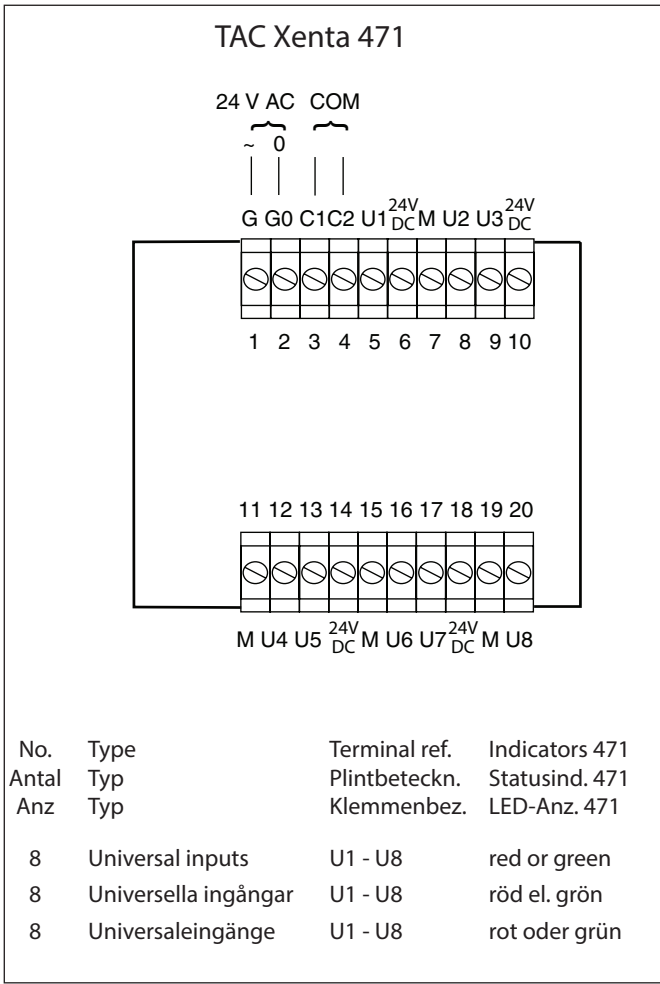 TAC Xenta 471
24 V AC COM
~ 0
G G0 C1 C2 U1 24V DC M U2 U3 24V DC
1 2 3 4 5 6 7 8 9 10
11 12 13 14 15 16 17 18 19 20
M U4 U5 24V DC M U6 U7 24V DC M U8
No. Type Terminal ref. Indicators 471
Antal Typ Plintbeteckn. Statusind. 471
Anz Typ Klemmenbez. LED-Anz. 471
8 Universal inputs U1 - U8 red or green
8 Universella ingångar U1 - U8 röd el. grön
8 Universaleingänge U1 - U8 rot oder grün